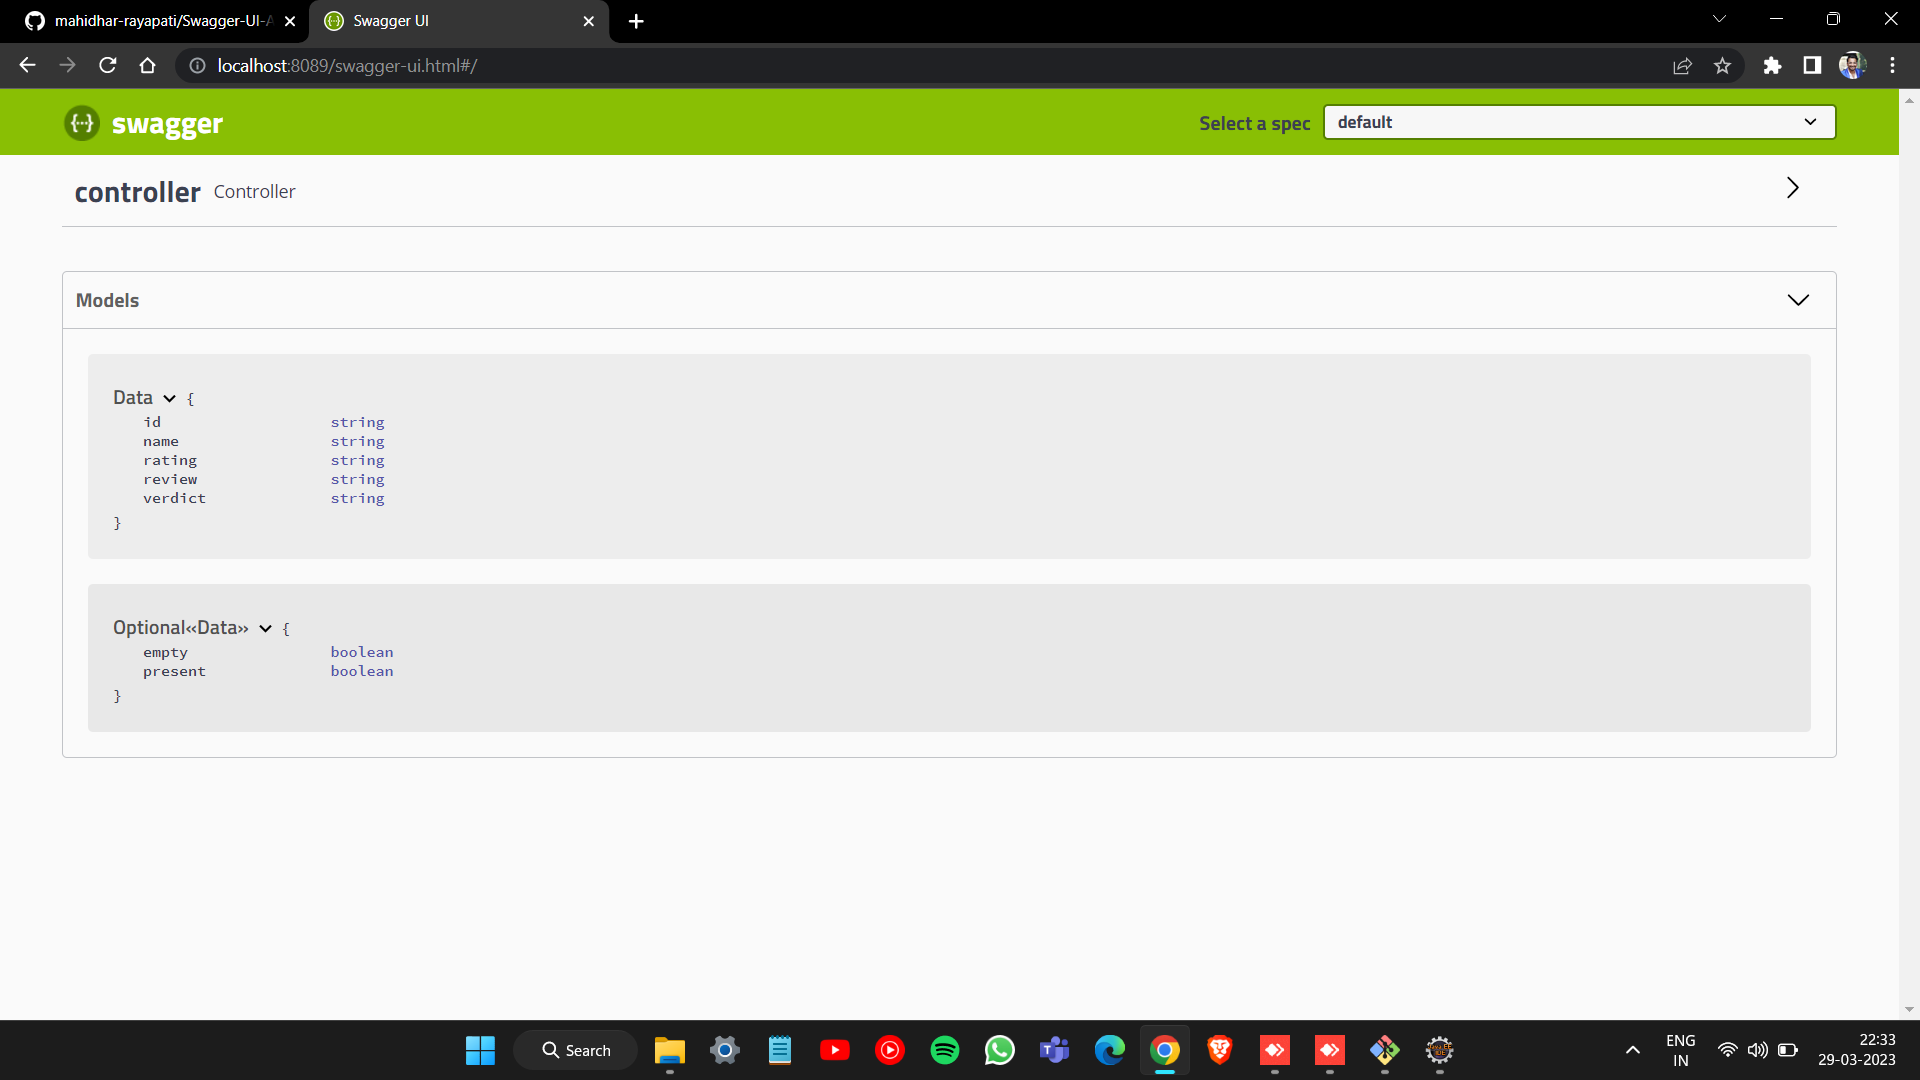 mahidhar-rayapati/Swagger-UI-A
Swagger UI
localhost:8089/swagger-ui.html#/
{...} swagger
Select a spec
default
controller Controller
Models
Data {
id string
name string
rating string
review string
verdict string
}
Optional«Data» {
empty boolean
present boolean
}
Search
ENG
IN
22:33
29-03-2023